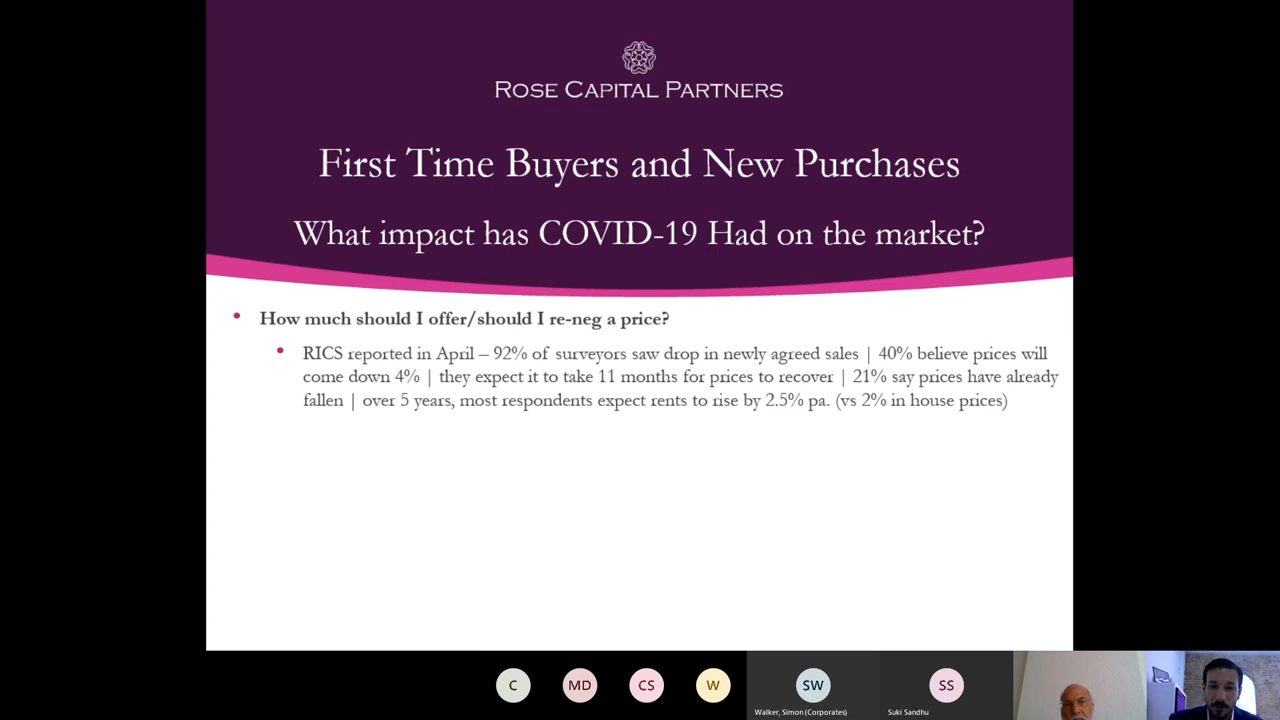 ROSE CAPITAL PARTNERS
First Time Buyers and New Purchases
What impact has COVID-19 Had on the market?
• How much should I offer/should I re-neg a price?
• RICS reported in April – 92% of surveyors saw drop in newly agreed sales | 40% believe prices will
come down 4% | they expect it to take 11 months for prices to recover | 21% say prices have already
fallen | over 5 years, most respondents expect rents to rise by 2.5% pa. (vs 2% in house prices)
C
MD
CS
W
SW
SS
Walker, Simon (Corporates)
Suki Sandhu